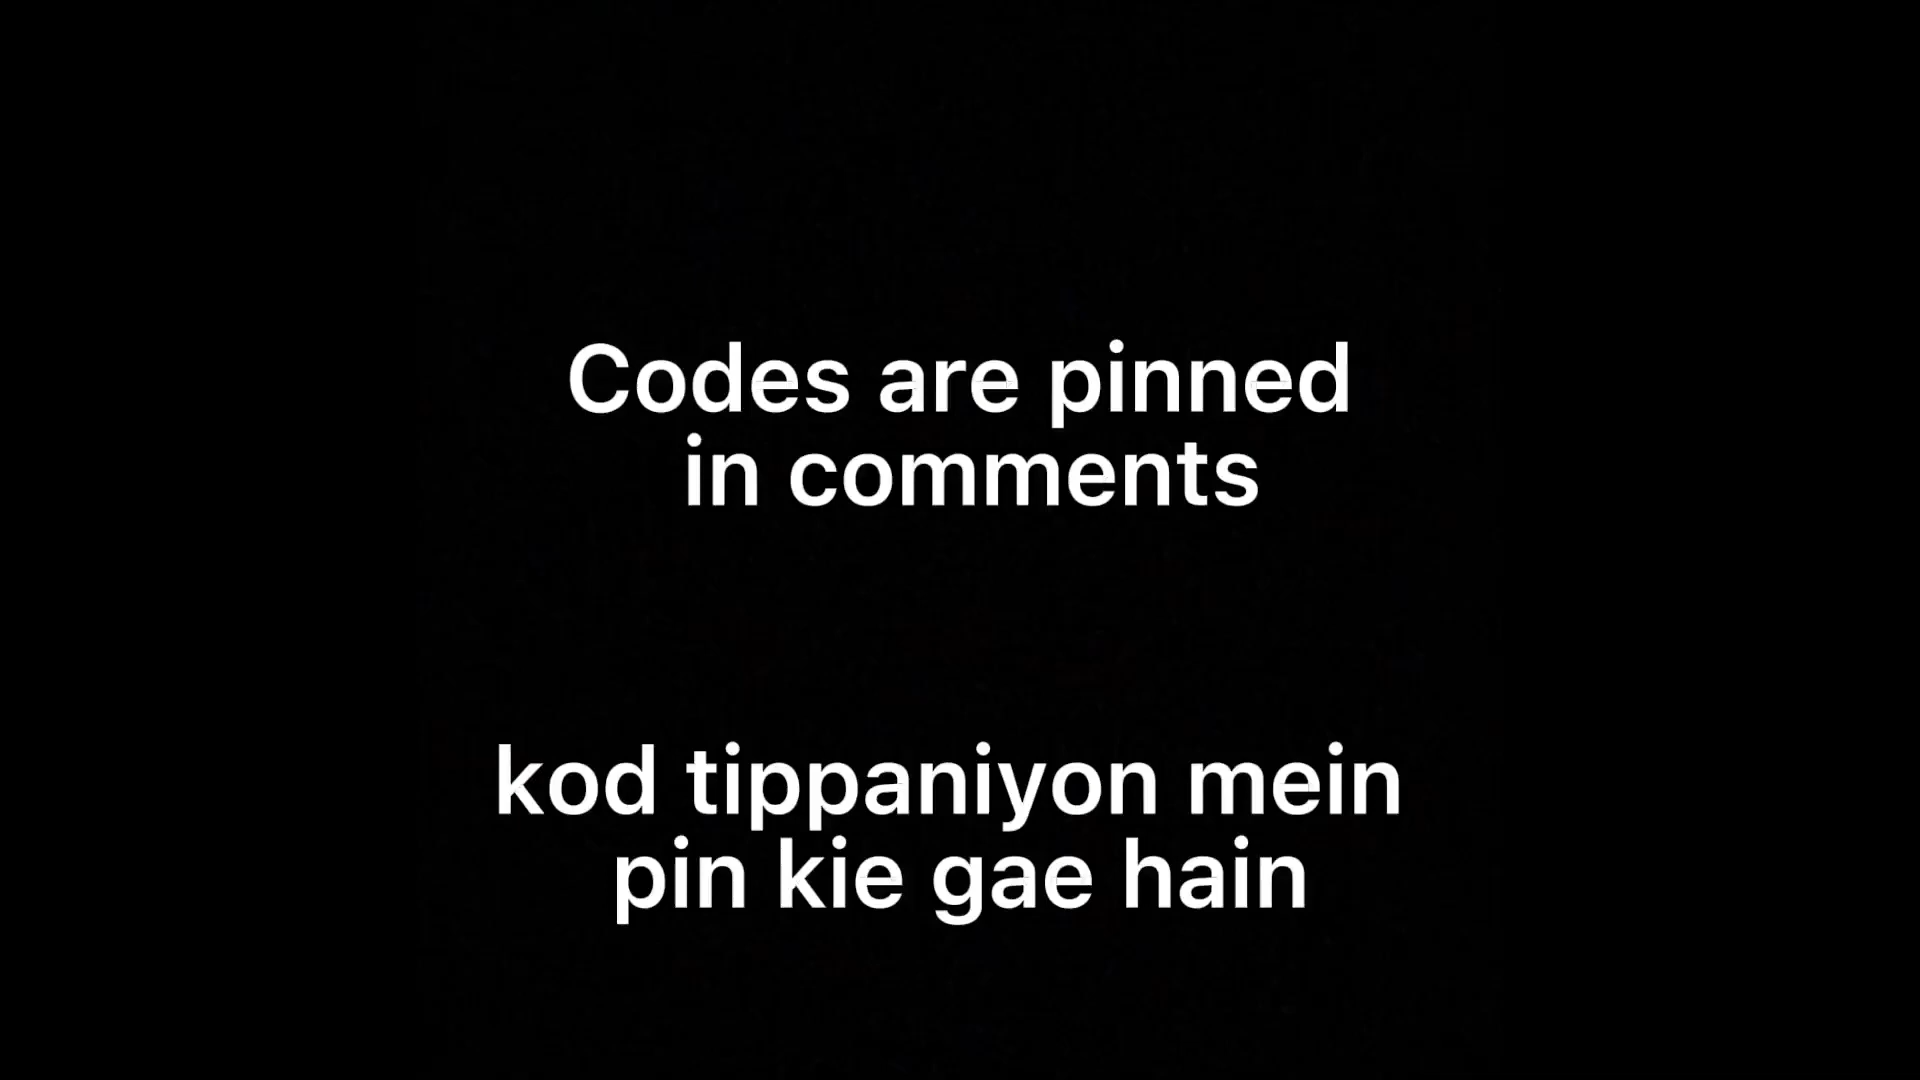 Codes are pinned
in comments
kod tippaniyon mein
pin kie gae hain